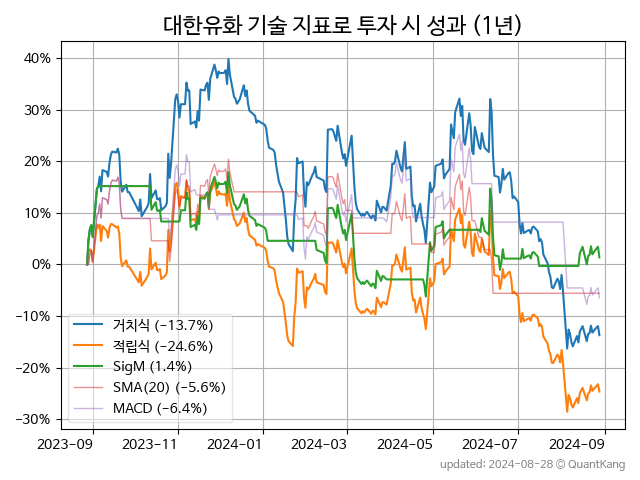 대한유화 기술 지표로 투자 시 성과 (1년)
40%
30%
20%
10%
0%
−10%
−20%
−30%
거치식 (−13.7%)
적립식 (−24.6%)
SigM (1.4%)
SMA(20) (−5.6%)
MACD (−6.4%)
2023-09 2023-11 2024-01 2024-03 2024-05 2024-07 2024-09
updated: 2024-08-28 © QuantKang